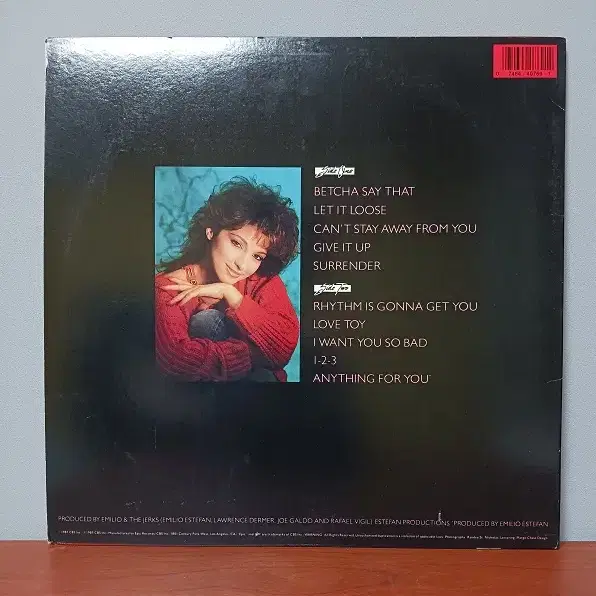 Side One
BETCHA SAY THAT
LET IT LOOSE
CAN'T STAY AWAY FROM YOU
GIVE IT UP
SURRENDER
Side Two
RHYTHM IS GONNA GET YOU
LOVE TOY
I WANT YOU SO BAD
1-2-3
ANYTHING FOR YOU*
PRODUCED BY EMILIO & THE JERKS (EMILIO ESTEFAN, LAWRENCE DERMER, JOE GALDO AND RAFAEL VIGIL) ESTEFAN PRODUCTIONS *PRODUCED BY EMILIO ESTEFAN